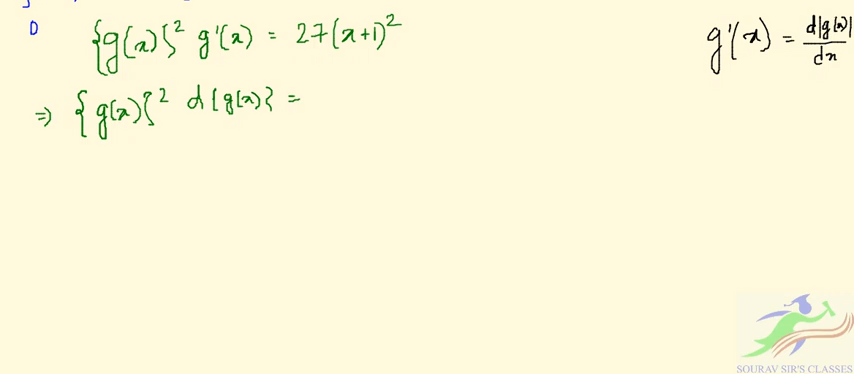 {g(x)}² g'(x) = 27(x+1)²
g'(x) = d{g(x)}/dx
⇒ {g(x)}² d{g(x)} =
SOURAV SIR'S CLASSES